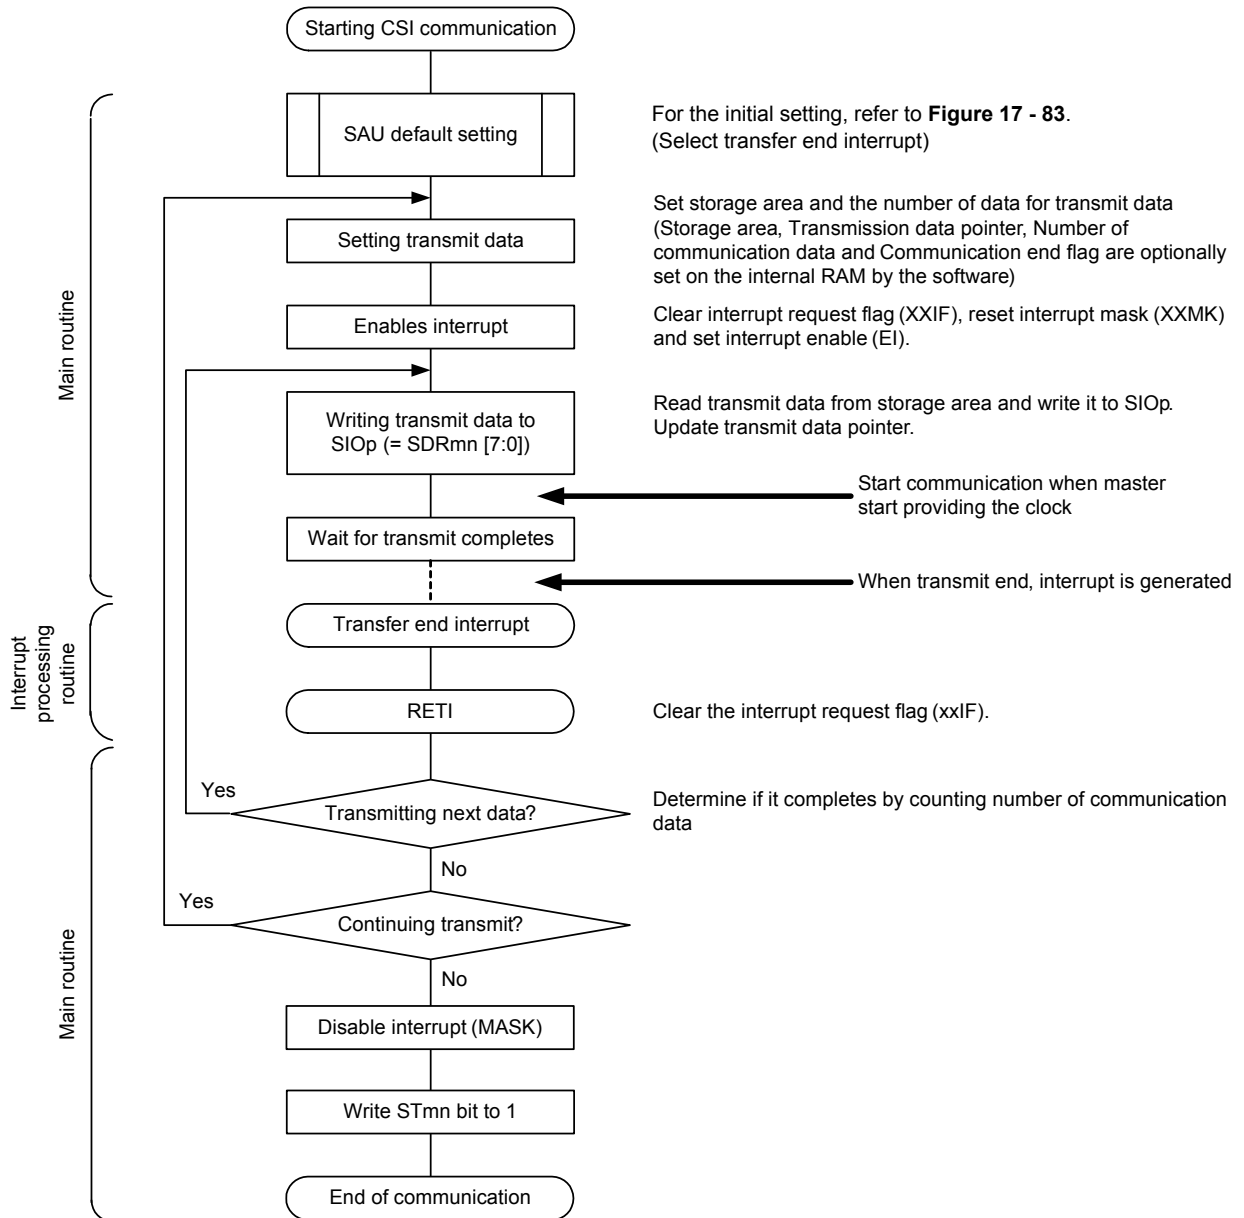 Starting CSI communication
SAU default setting
For the initial setting, refer to Figure 17 - 83.
(Select transfer end interrupt)
Setting transmit data
Set storage area and the number of data for transmit data
(Storage area, Transmission data pointer, Number of
communication data and Communication end flag are optionally
set on the internal RAM by the software)
Main routine
Enables interrupt
Clear interrupt request flag (XXIF), reset interrupt mask (XXMK)
and set interrupt enable (EI).
Writing transmit data to
SIOp (= SDRmn [7:0])
Read transmit data from storage area and write it to SIOp.
Update transmit data pointer.
Start communication when master
start providing the clock
Wait for transmit completes
When transmit end, interrupt is generated
Interrupt
processing
routine
Transfer end interrupt
RETI
Clear the interrupt request flag (xxIF).
Yes
Transmitting next data?
Determine if it completes by counting number of communication
data
No
Yes
Continuing transmit?
No
Main routine
Disable interrupt (MASK)
Write STmn bit to 1
End of communication